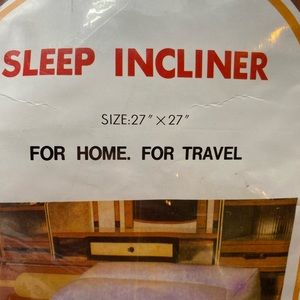 SLEEP INCLINER
SIZE:27"×27"
FOR HOME. FOR TRAVEL